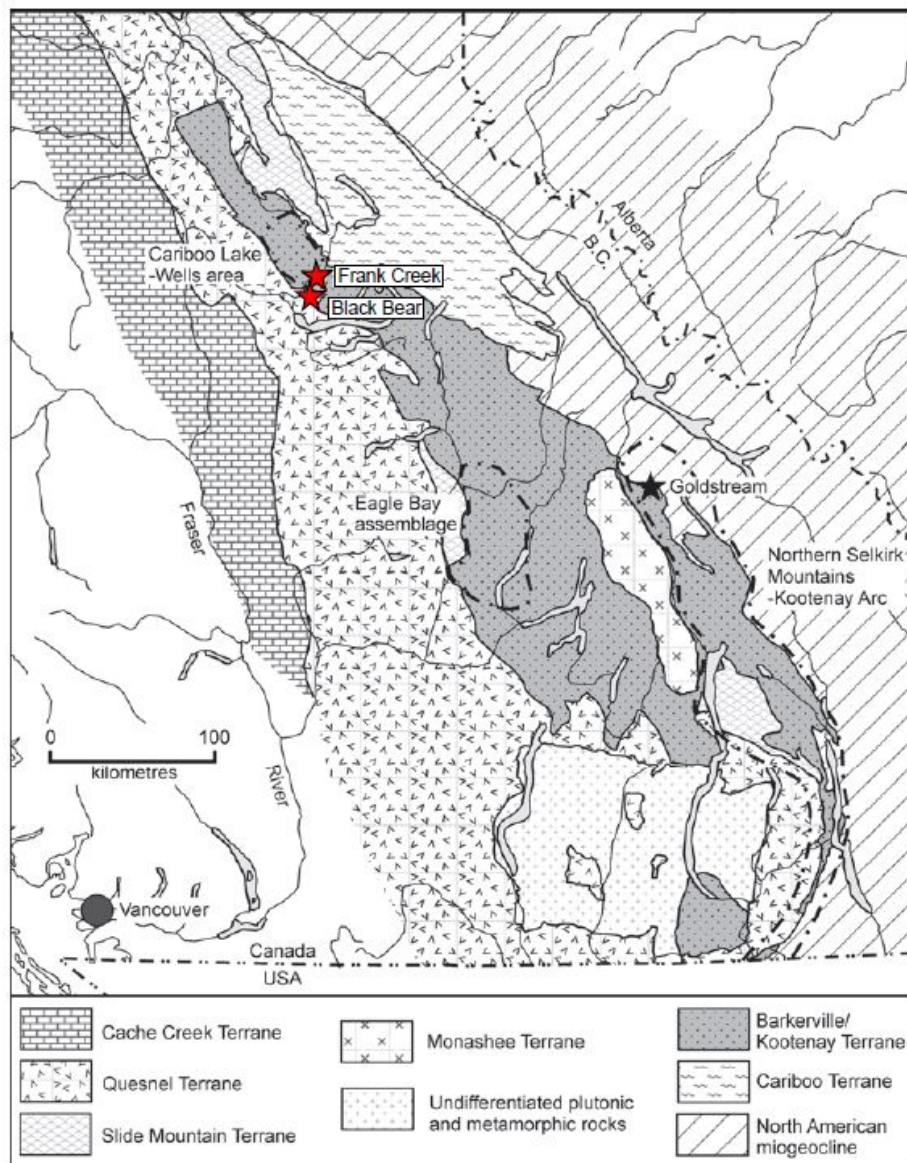 Alberta
B.C.
Cariboo Lake
-Wells area
Frank Creek
Black Bear
Goldstream
Eagle Bay
assemblage
Fraser
Northern Selkirk
Mountains
-Kootenay Arc
0
100
kilometres
River
Vancouver
Canada
USA
Cache Creek Terrane
Quesnel Terrane
Slide Mountain Terrane
Monashee Terrane
Undifferentiated plutonic
and metamorphic rocks
Barkerville/
Kootenay Terrane
Cariboo Terrane
North American
miogeocline